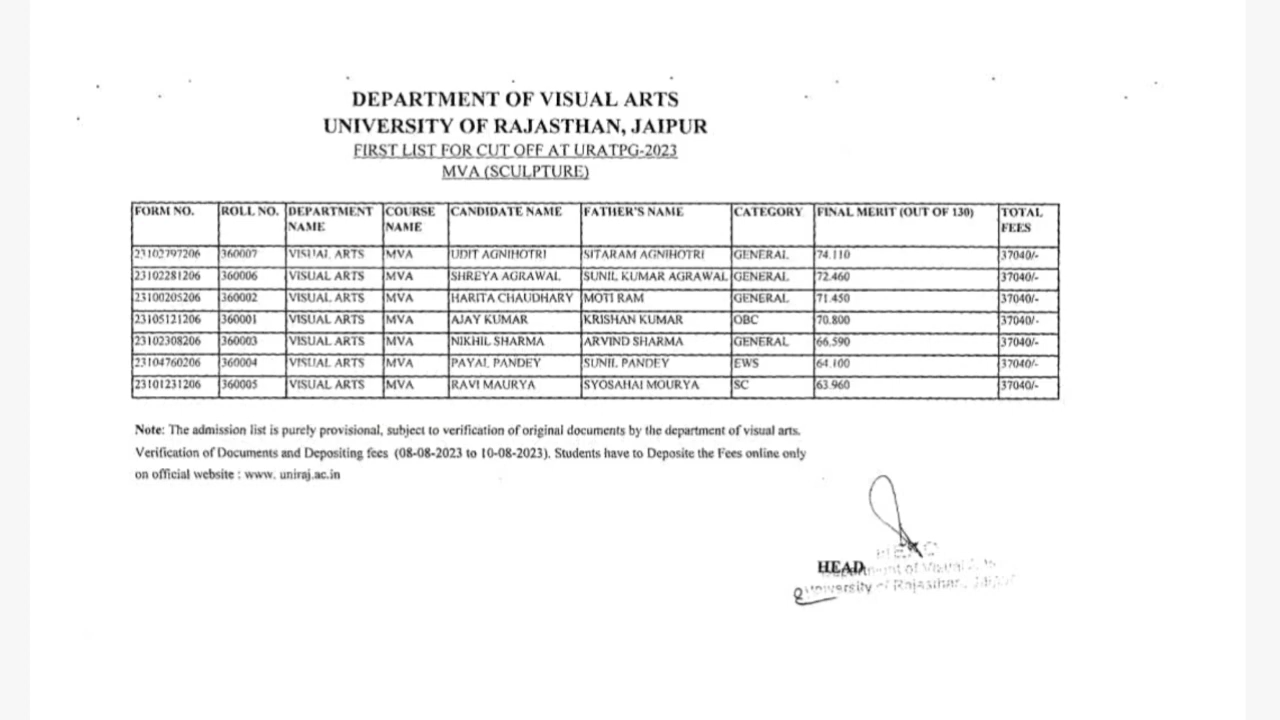 DEPARTMENT OF VISUAL ARTS
UNIVERSITY OF RAJASTHAN, JAIPUR
FIRST LIST FOR CUT OFF AT URATPG-2023
MVA (SCULPTURE)
FORM NO. ROLL NO. DEPARTMENT NAME COURSE NAME CANDIDATE NAME FATHER'S NAME CATEGORY FINAL MERIT (OUT OF 130) TOTAL FEES
23102797206 360007 VISUAL ARTS MVA UDIT AGNIHOTRI SITARAM AGNIHOTRI GENERAL 74.110 37040/-
23102281206 360006 VISUAL ARTS MVA SHREYA AGRAWAL SUNIL KUMAR AGRAWAL GENERAL 72.460 37040/-
23100205206 360002 VISUAL ARTS MVA HARITA CHAUDHARY MOTI RAM GENERAL 71.450 37040/-
23105121206 360001 VISUAL ARTS MVA AJAY KUMAR KRISHAN KUMAR OBC 70.800 37040/-
23102308206 360003 VISUAL ARTS MVA NIKHIL SHARMA ARVIND SHARMA GENERAL 66.590 37040/-
23104760206 360004 VISUAL ARTS MVA PAYAL PANDEY SUNIL PANDEY EWS 64.100 37040/-
23101231206 360005 VISUAL ARTS MVA RAVI MAURYA SYOSAHAI MOURYA SC 63.960 37040/-
Note: The admission list is purely provisional, subject to verification of original documents by the department of visual arts.
Verification of Documents and Depositing fees (08-08-2023 to 10-08-2023). Students have to Deposite the Fees online only
on official website : www. uniraj.ac.in
HEAD
HEAD
Department of Visual
University of Rajasthan,